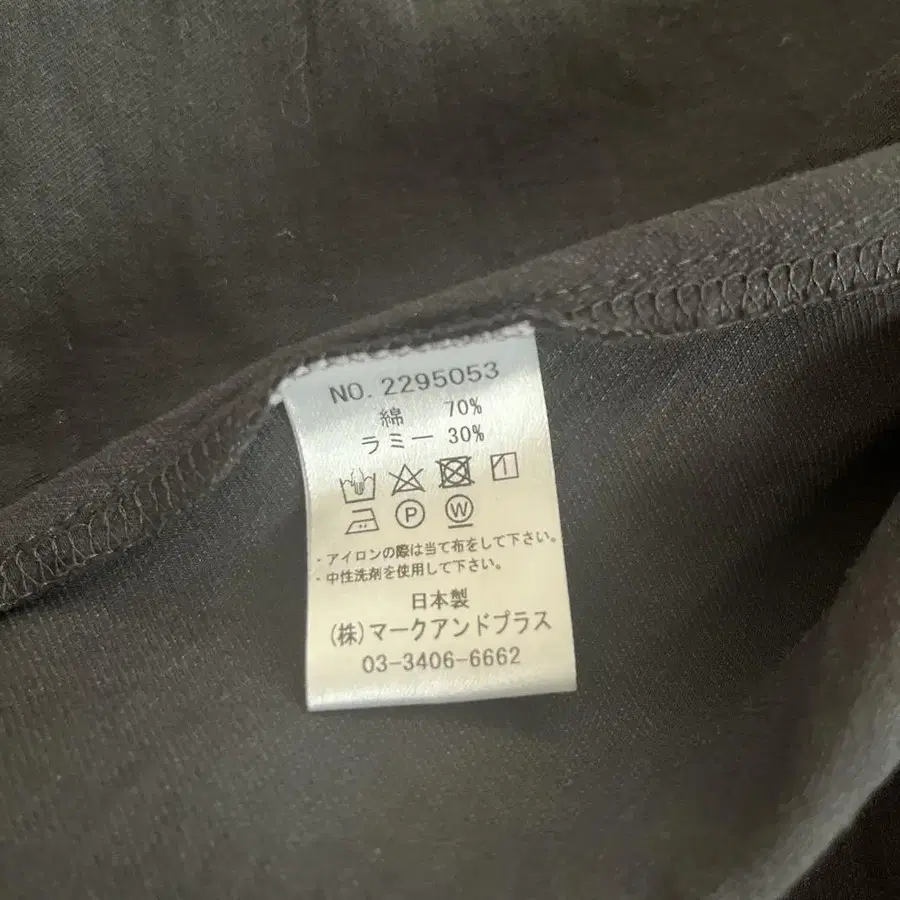 NO. 2295053
綿 70%
ラミー 30%
P W
・アイロンの際は当て布をして下さい。
・中性洗剤を使用して下さい。
日本製
(株)マークアンドプラス
03-3406-6662